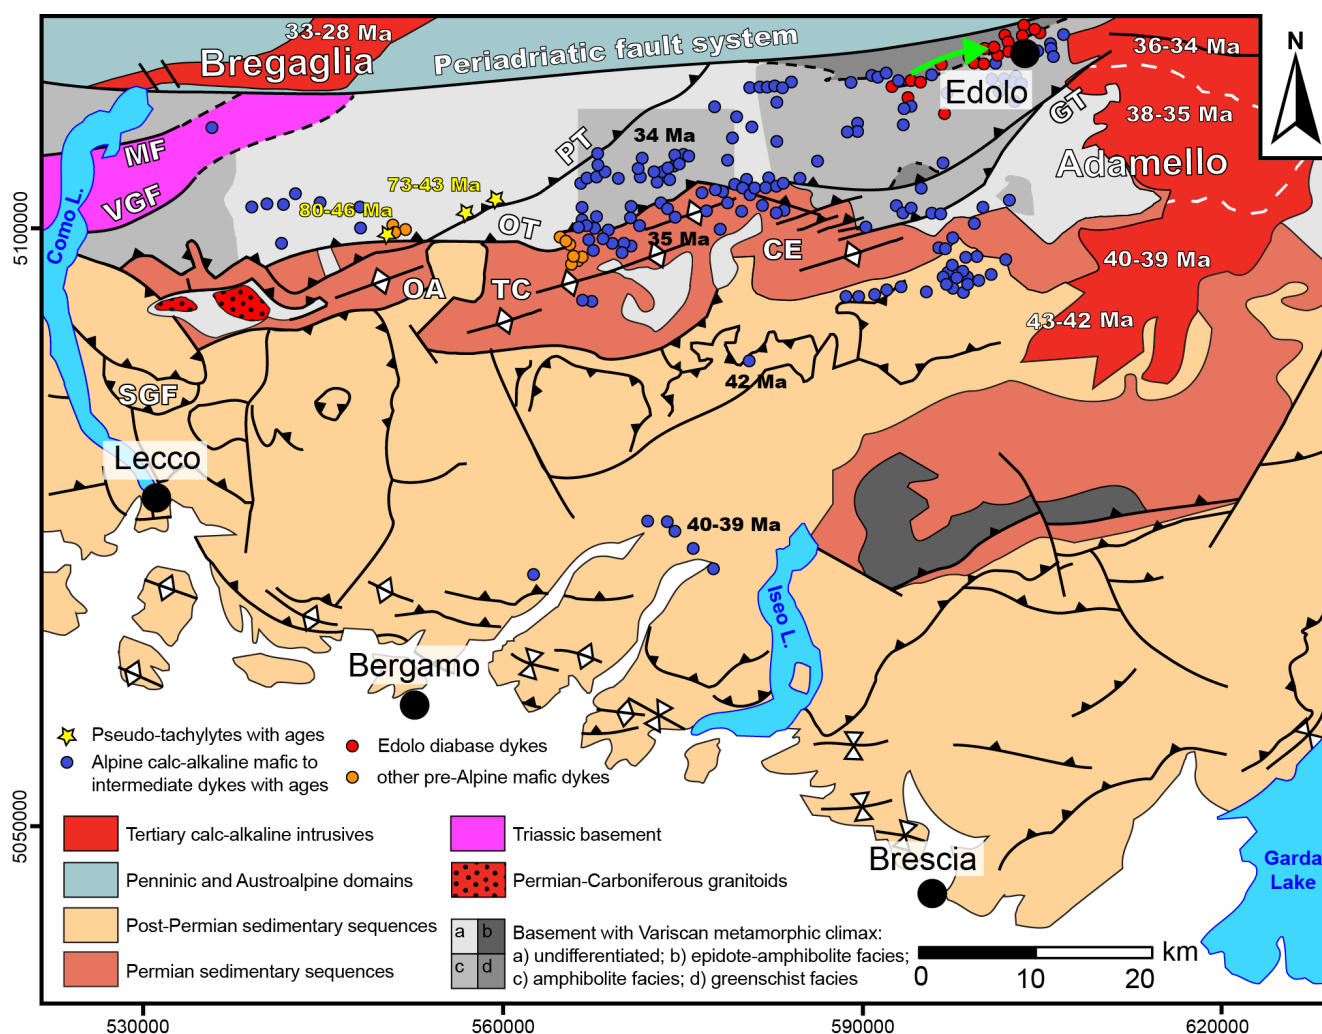 33-28 Ma
Bregaglia
Periadriatic fault system
36-34 Ma
N
Edolo
38-35 Ma
GT
MF
PT
34 Ma
Adamello
VGF
73-43 Ma
80-46 Ma
Como L.
OT
35 Ma
CE
40-39 Ma
OA
TC
43-42 Ma
42 Ma
SGF
Lecco
40-39 Ma
Iseo L.
Bergamo
Brescia
Garda
Lake
Pseudo-tachylytes with ages
Alpine calc-alkaline mafic to
intermediate dykes with ages
Edolo diabase dykes
other pre-Alpine mafic dykes
Tertiary calc-alkaline intrusives
Penninic and Austroalpine domains
Post-Permian sedimentary sequences
Permian sedimentary sequences
Triassic basement
Permian-Carboniferous granitoids
a b
c d
Basement with Variscan metamorphic climax:
a) undifferentiated; b) epidote-amphibolite facies;
c) amphibolite facies; d) greenschist facies
km
0 10 20
5100000
5050000
530000 560000 590000 620000